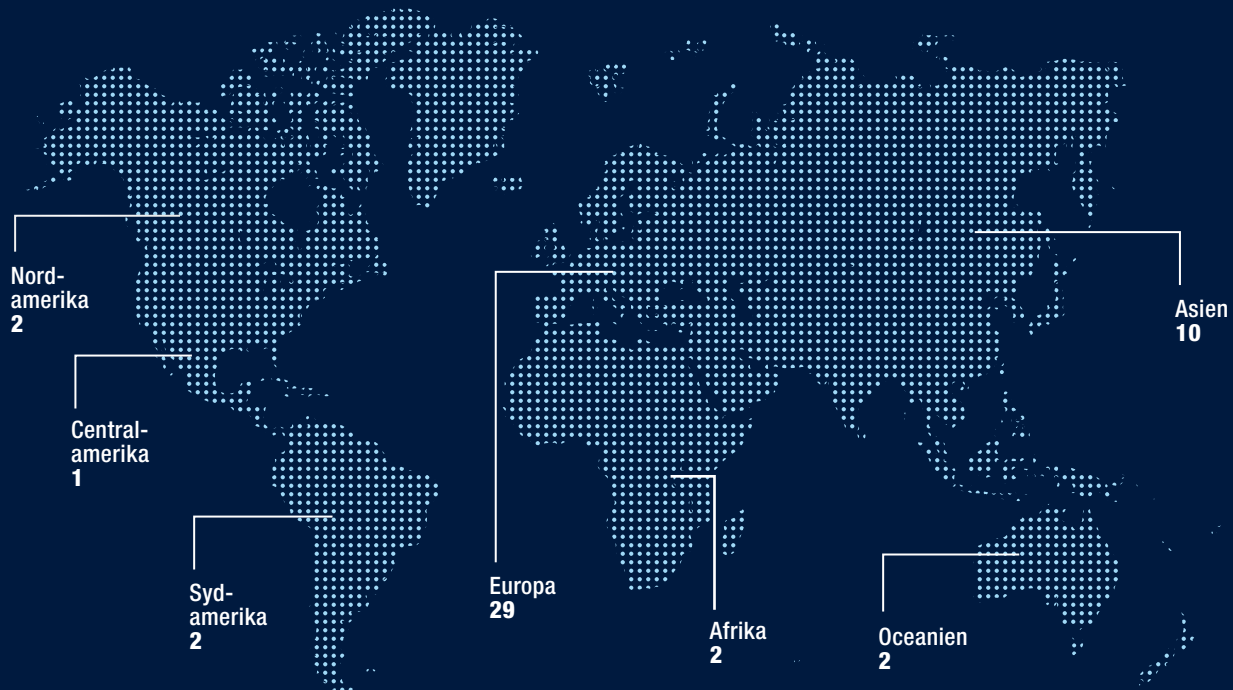 Nord-
amerika
2
Central-
amerika
1
Syd-
amerika
2
Europa
29
Afrika
2
Oceanien
2
Asien
10